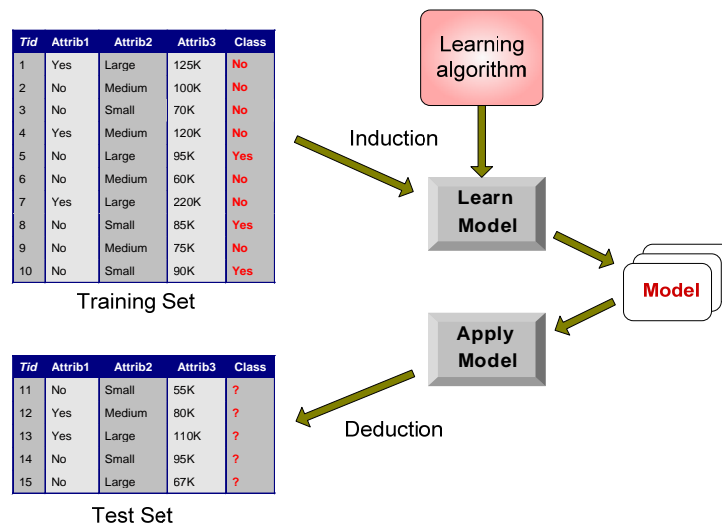 Tid Attrib1 Attrib2 Attrib3 Class
1 Yes Large 125K No
2 No Medium 100K No
3 No Small 70K No
4 Yes Medium 120K No
5 No Large 95K Yes
6 No Medium 60K No
7 Yes Large 220K No
8 No Small 85K Yes
9 No Medium 75K No
10 No Small 90K Yes
Training Set
Learning
algorithm
Induction
Learn
Model
Model
Apply
Model
Deduction
Tid Attrib1 Attrib2 Attrib3 Class
11 No Small 55K ?
12 Yes Medium 80K ?
13 Yes Large 110K ?
14 No Small 95K ?
15 No Large 67K ?
Test Set